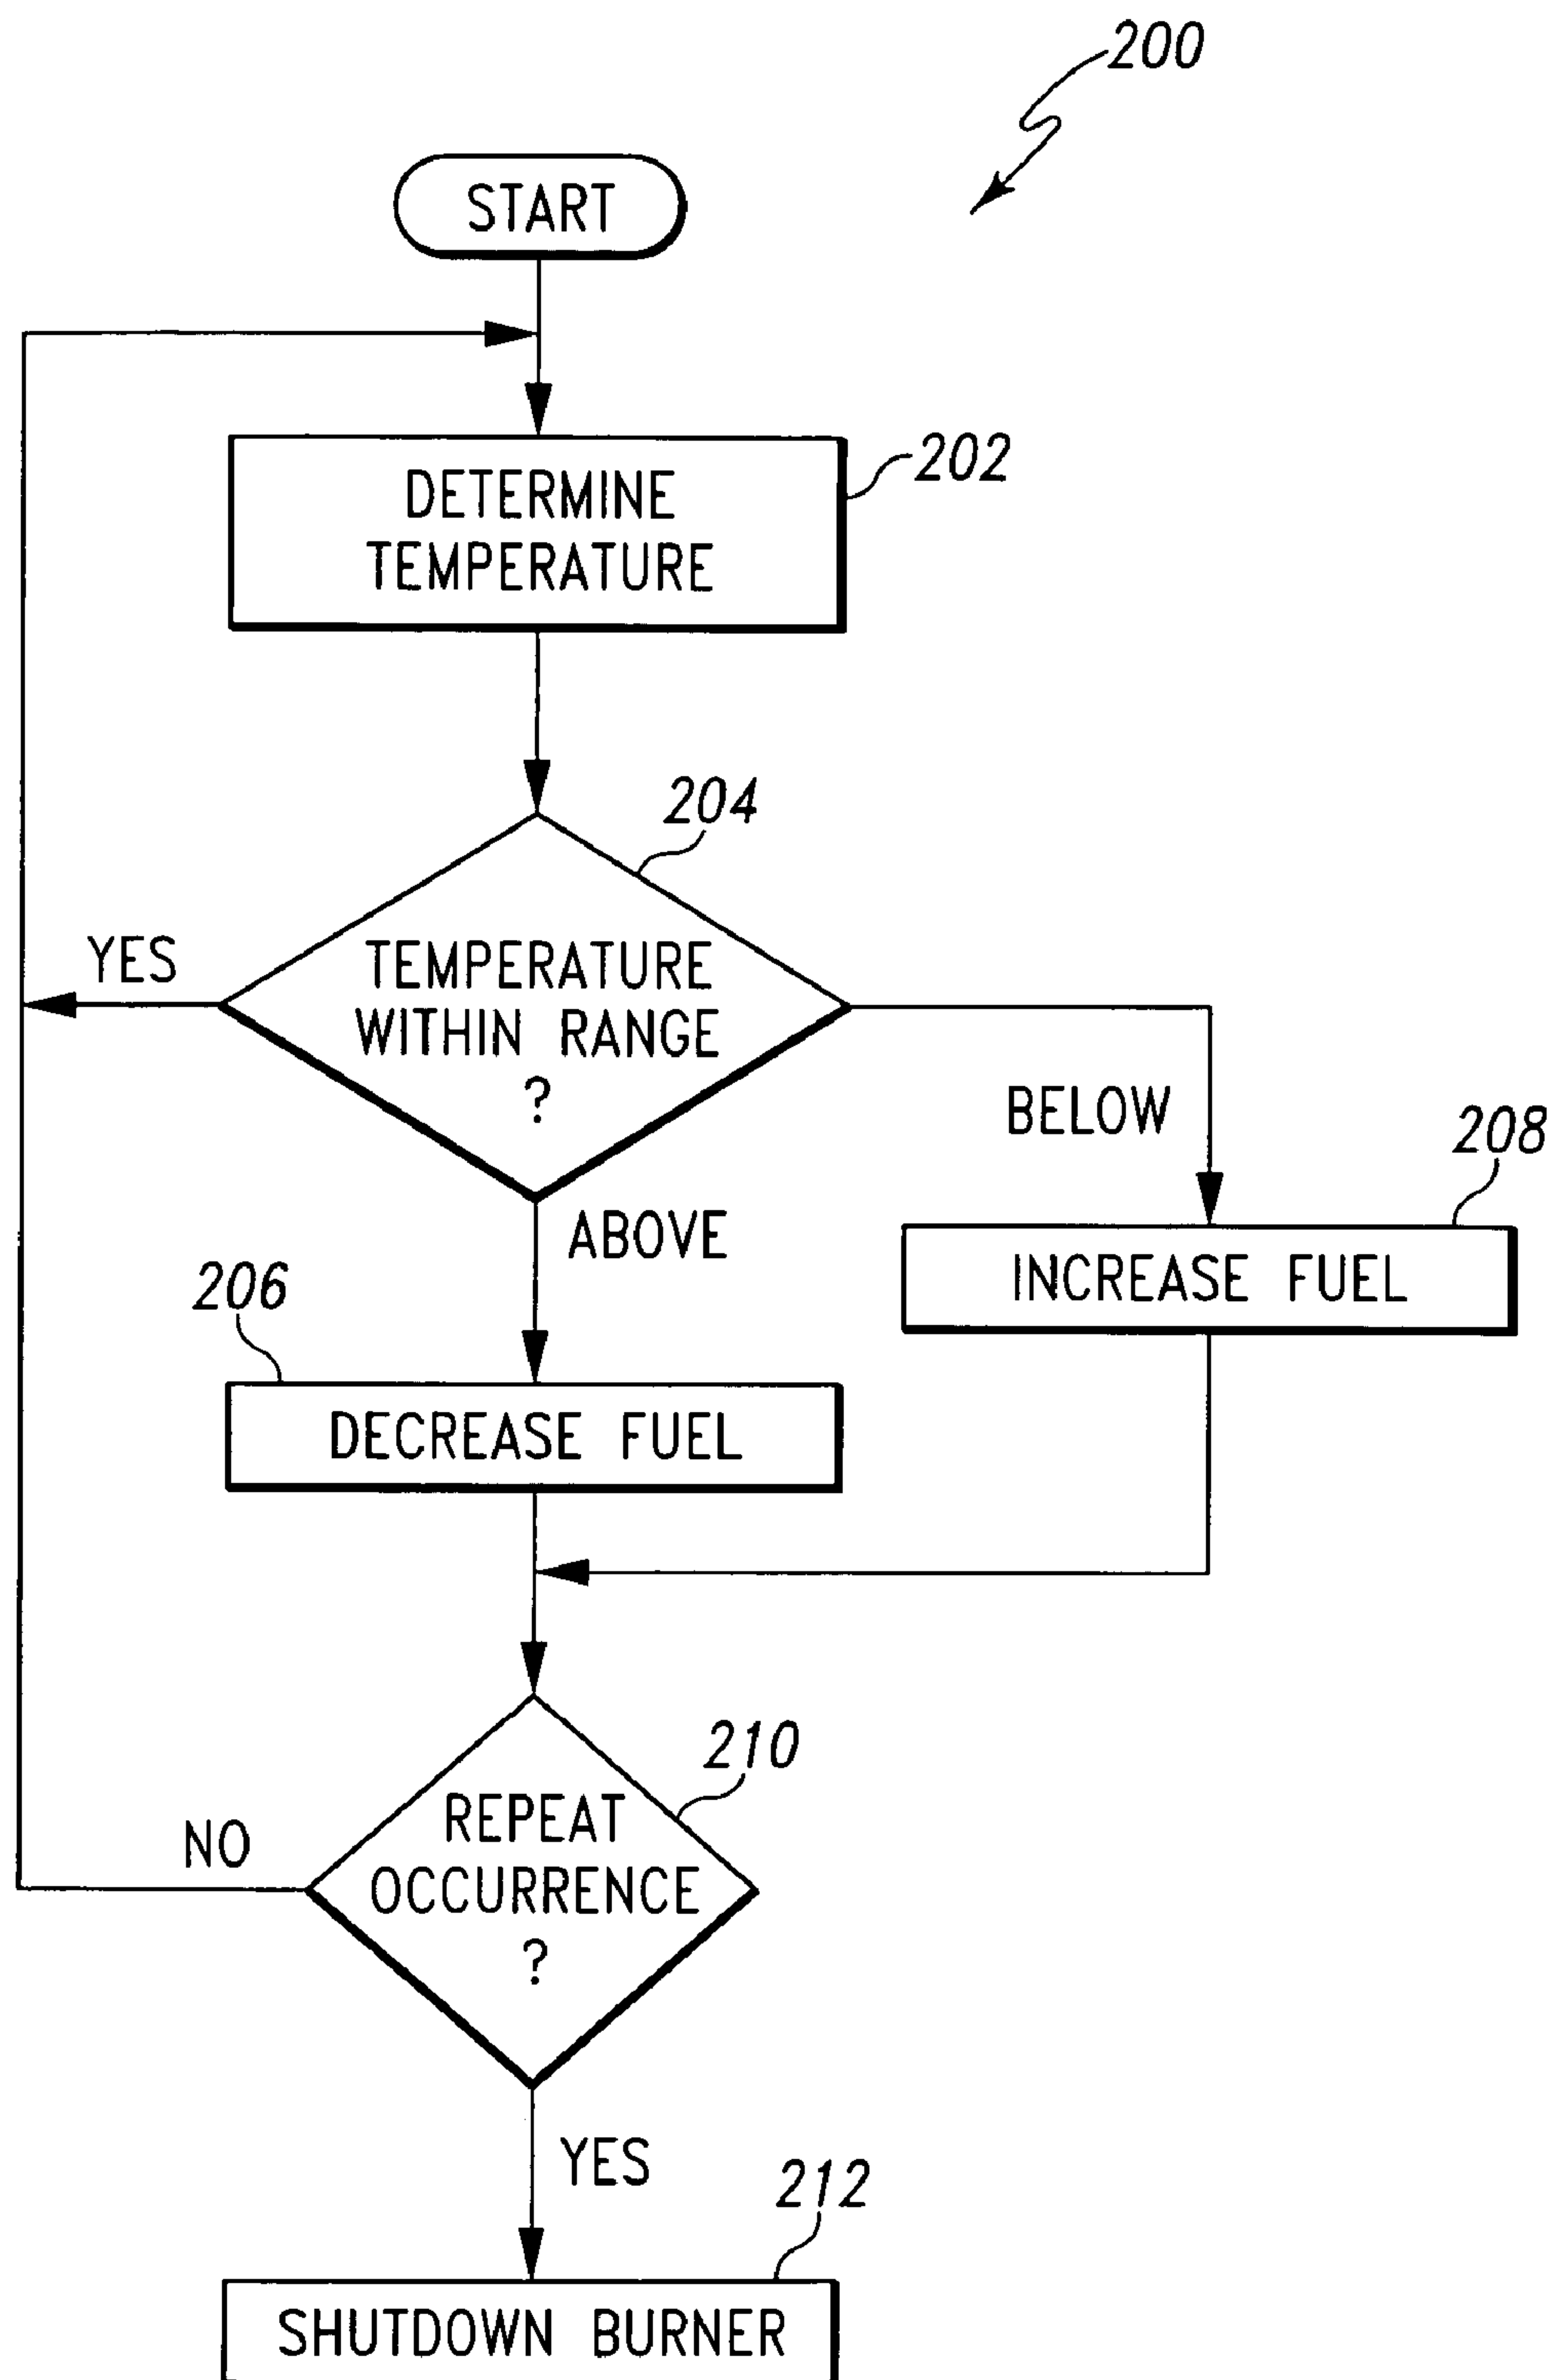 200
START
DETERMINE
TEMPERATURE
202
204
YES
TEMPERATURE
WITHIN RANGE
?
BELOW
208
ABOVE
INCREASE FUEL
206
DECREASE FUEL
210
REPEAT
OCCURRENCE
?
NO
YES
212
SHUTDOWN BURNER